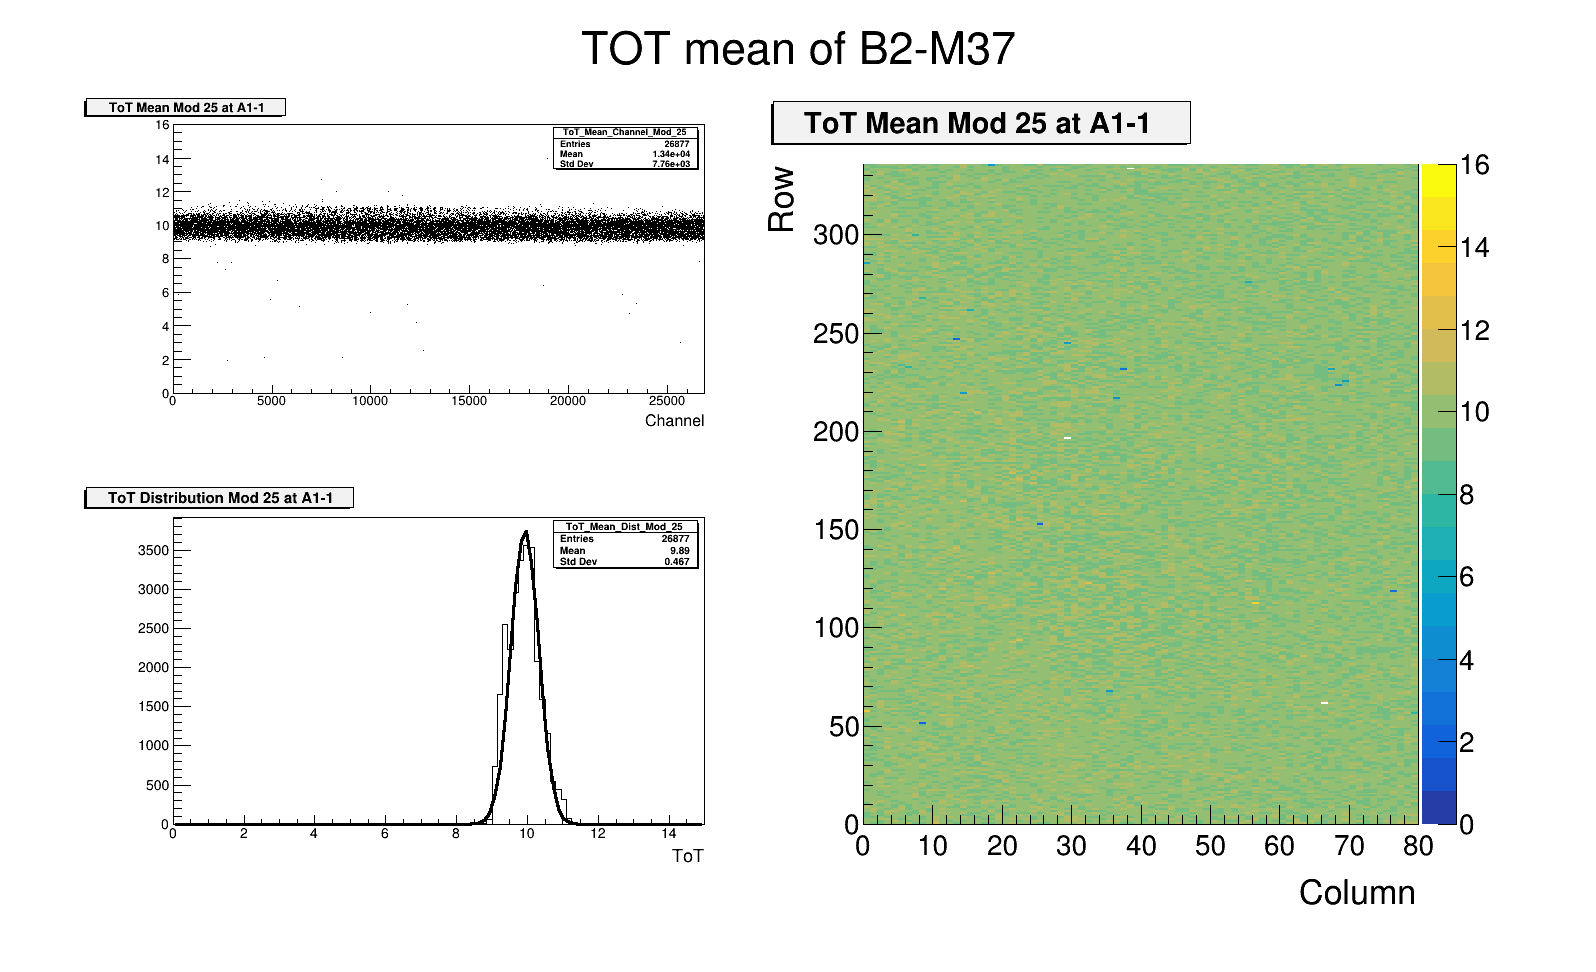 TOT mean of B2-M37
ToT Mean Mod 25 at A1-1
ToT_Mean_Channel_Mod_25
Entries 26877
Mean 1.34e+04
Std Dev 7.76e+03
16
14
12
10
8
6
4
2
0
0 5000 10000 15000 20000 25000
Channel
ToT Distribution Mod 25 at A1-1
ToT_Mean_Dist_Mod_25
Entries 26877
Mean 9.89
Std Dev 0.467
3500
3000
2500
2000
1500
1000
500
0
0 2 4 6 8 10 12 14
ToT
ToT Mean Mod 25 at A1-1
Row
300
250
200
150
100
50
0
0 10 20 30 40 50 60 70 80
Column
16
14
12
10
8
6
4
2
0